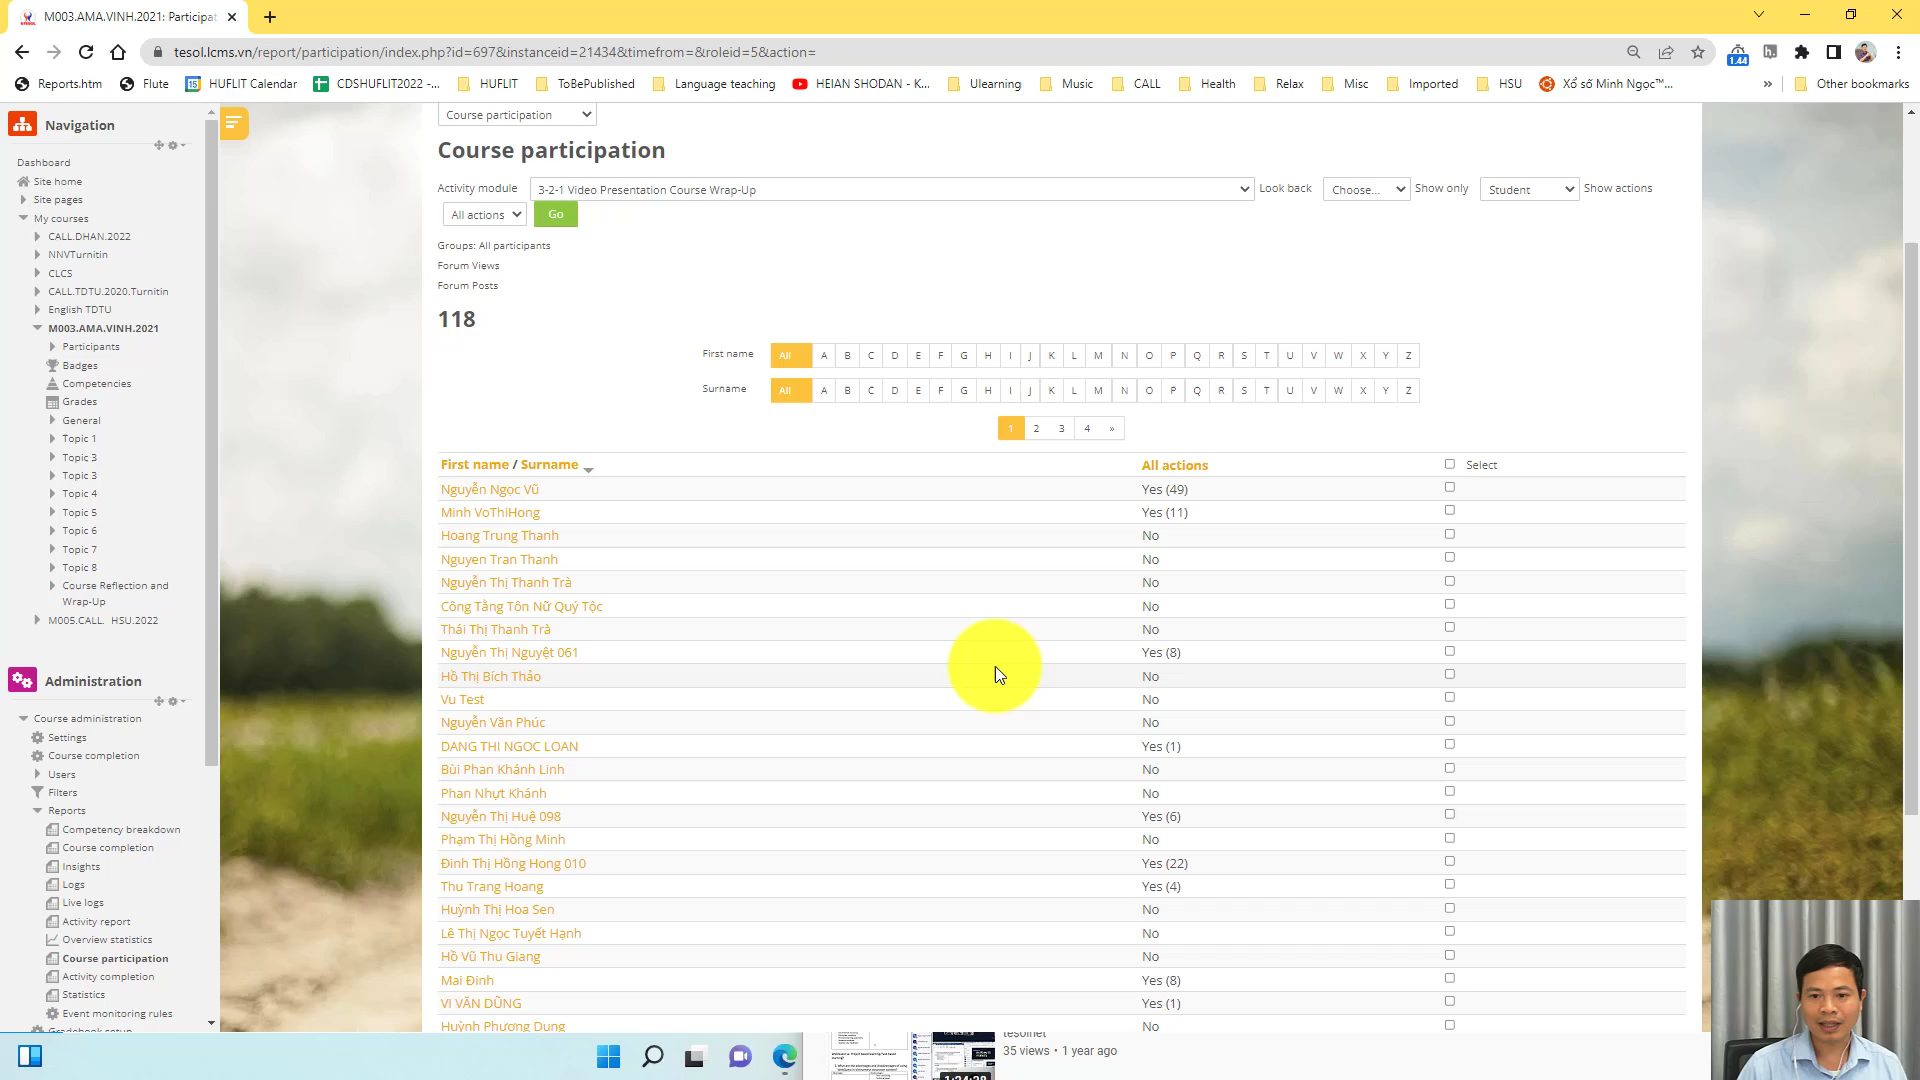 M003.AMA.VINH.2021: Participat
tesol.lcms.vn/report/participation/index.php?id=697&instanceid=21434&timefrom=&roleid=5&action=
1.44
Reports.htm
Flute
HUFLIT Calendar
CDSHUFLIT2022 -...
HUFLIT
ToBePublished
Language teaching
HEIAN SHODAN - K...
Ulearning
Music
CALL
Health
Relax
Misc
Imported
HSU
Xổ số Minh Ngọc™...
»
Other bookmarks
Navigation
Dashboard
Site home
Site pages
My courses
CALL.DHAN.2022
NNVTurnitin
CLCS
CALL.TDTU.2020.Turnitin
English TDTU
M003.AMA.VINH.2021
Participants
Badges
Competencies
Grades
General
Topic 1
Topic 3
Topic 3
Topic 4
Topic 5
Topic 6
Topic 7
Topic 8
Course Reflection and
Wrap-Up
M005.CALL. HSU.2022
Administration
Course administration
Settings
Course completion
Users
Filters
Reports
Competency breakdown
Course completion
Insights
Logs
Live logs
Activity report
Overview statistics
Course participation
Activity completion
Statistics
Event monitoring rules
Gradebook setup
Course participation
Course participation
Activity module 3-2-1 Video Presentation Course Wrap-Up Look back Choose... Show only Student Show actions
All actions Go
Groups: All participants
Forum Views
Forum Posts
118
First name All A B C D E F G H I J K L M N O P Q R S T U V W X Y Z
Surname All A B C D E F G H I J K L M N O P Q R S T U V W X Y Z
1 2 3 4 »
First name / Surname All actions Select
Nguyễn Ngọc Vũ Yes (49)
Minh VoThiHong Yes (11)
Hoang Trung Thanh No
Nguyen Tran Thanh No
Nguyễn Thị Thanh Trà No
Công Tằng Tôn Nữ Quý Tộc No
Thái Thị Thanh Trà No
Nguyễn Thị Nguyệt 061 Yes (8)
Hồ Thị Bích Thảo No
Vu Test No
Nguyễn Văn Phúc No
DANG THI NGOC LOAN Yes (1)
Bùi Phan Khánh Linh No
Phan Nhựt Khánh No
Nguyễn Thị Huệ 098 Yes (6)
Phạm Thị Hồng Minh No
Đinh Thị Hồng Hong 010 Yes (22)
Thu Trang Hoang Yes (4)
Huỳnh Thị Hoa Sen No
Lê Thị Ngọc Tuyết Hạnh No
Hồ Vũ Thu Giang No
Mai Đinh Yes (8)
VI VĂN DŨNG Yes (1)
Huỳnh Phương Dung No
tesolnet
35 views • 1 year ago
1:24:28